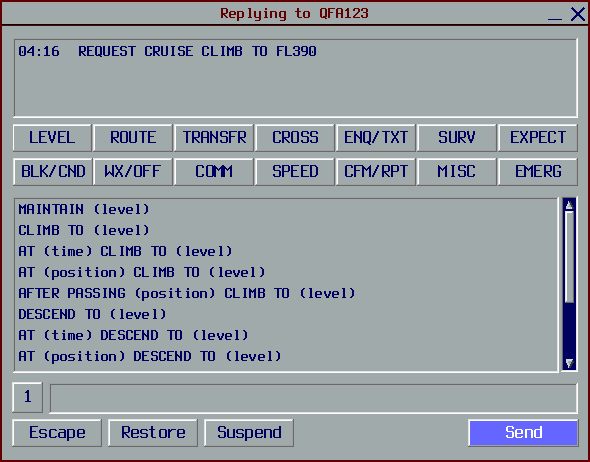 Replying to QFA123
04:16 REQUEST CRUISE CLIMB TO FL390
LEVEL ROUTE TRANSFR CROSS ENQ/TXT SURV EXPECT
BLK/CND WX/OFF COMM SPEED CFM/RPT MISC EMERG
MAINTAIN (level)
CLIMB TO (level)
AT (time) CLIMB TO (level)
AT (position) CLIMB TO (level)
AFTER PASSING (position) CLIMB TO (level)
DESCEND TO (level)
AT (time) DESCEND TO (level)
AT (position) DESCEND TO (level)
1
Escape Restore Suspend Send